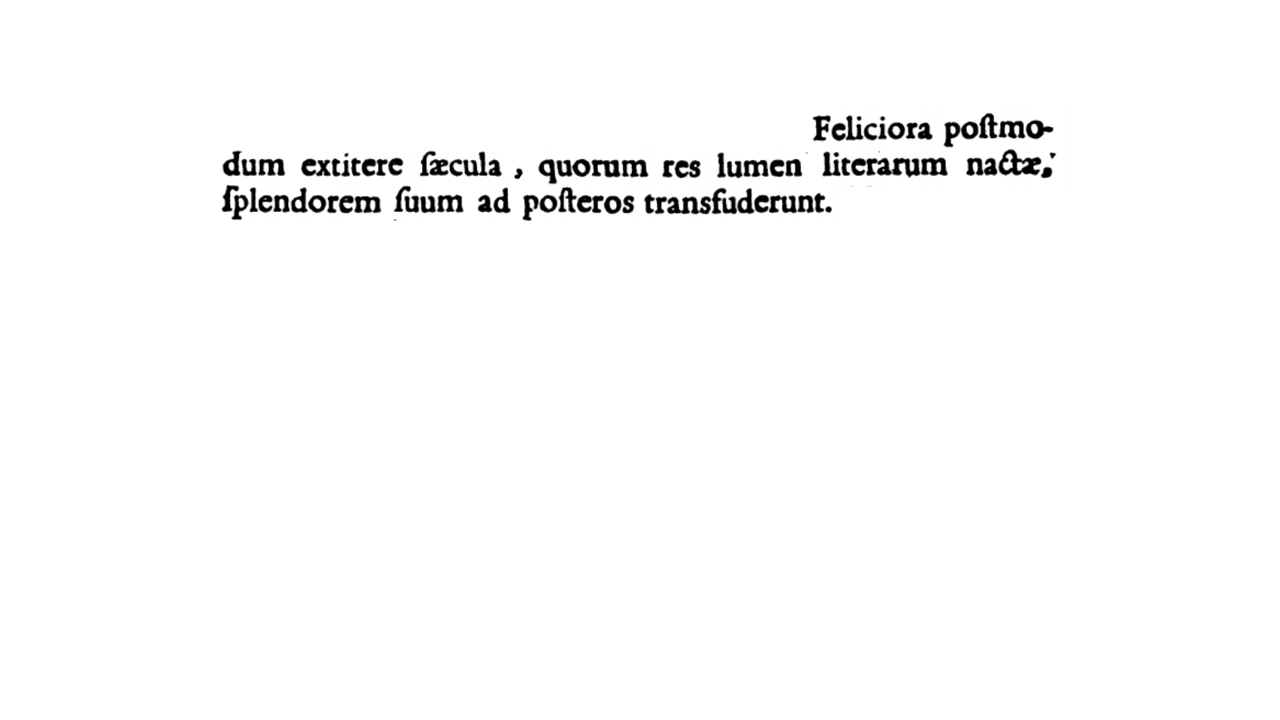 Feliciora poſtmo-
dum extitere ſæcula , quorum res lumen literarum nactæ,
ſplendorem ſuum ad poſteros transfuderunt.